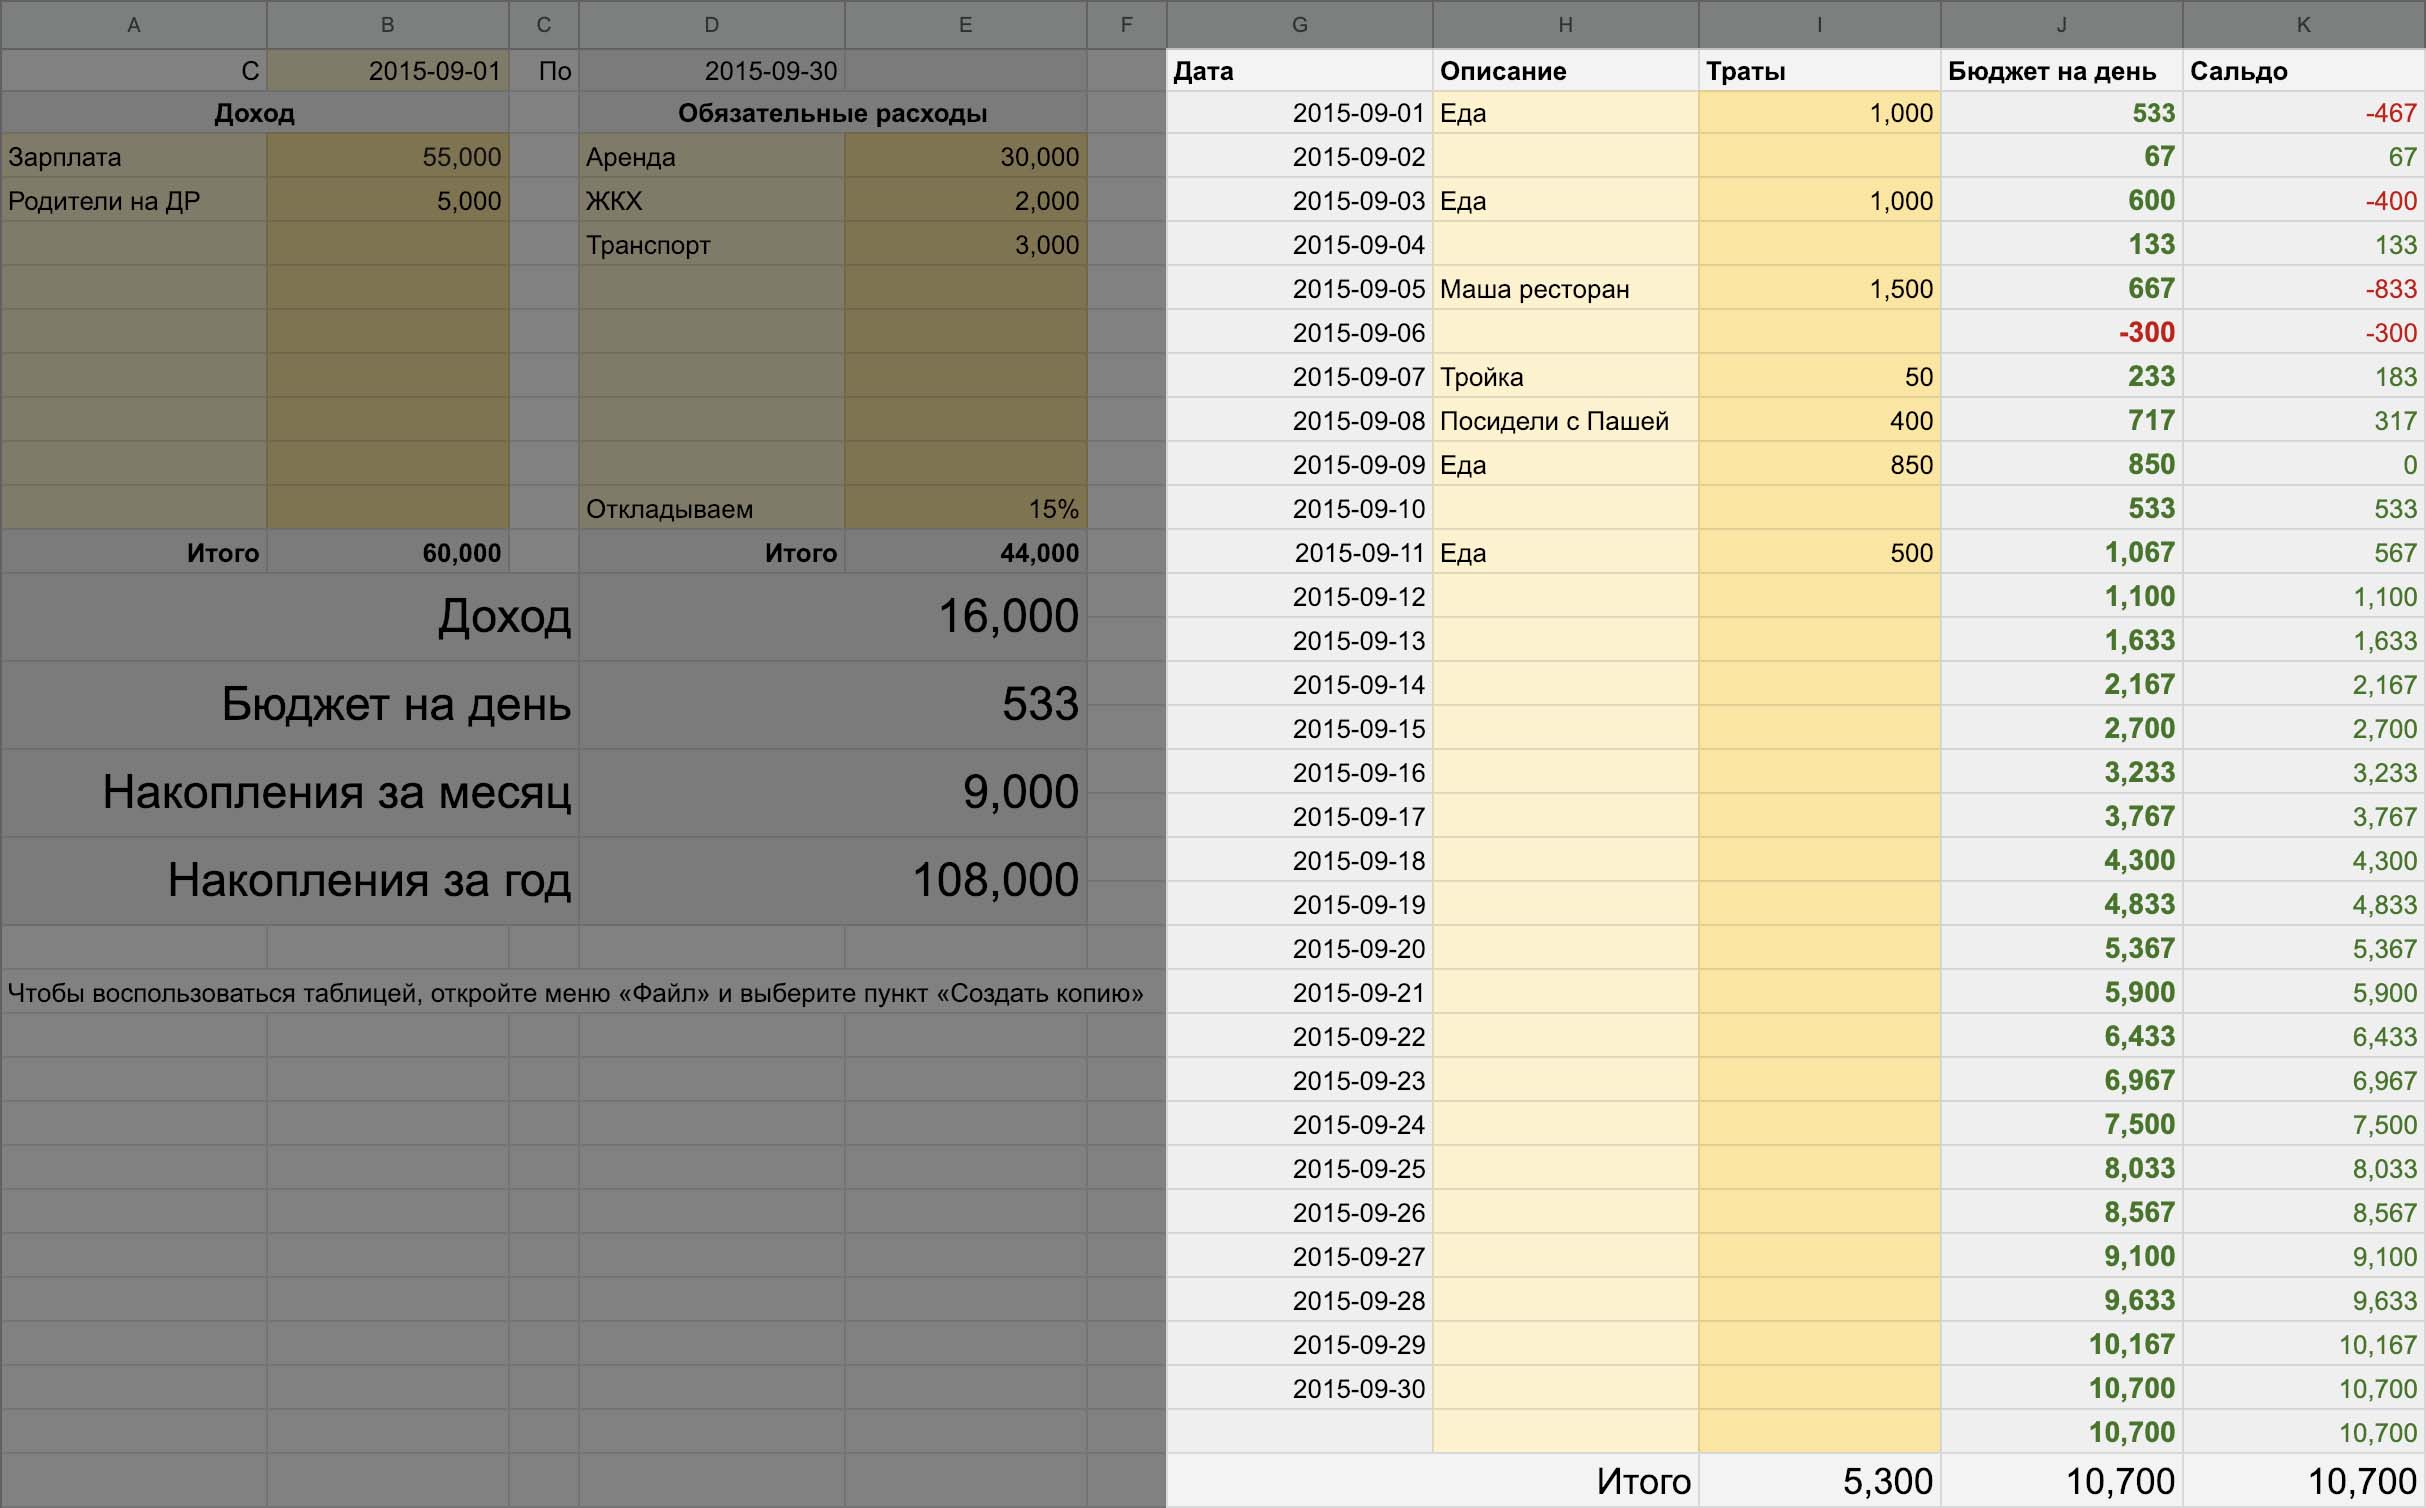 A B C D E F G H I J K
С 2015-09-01 По 2015-09-30 Дата Описание Траты Бюджет на день Сальдо
Доход Обязательные расходы 2015-09-01 Еда 1,000 533 -467
Зарплата 55,000 Аренда 30,000 2015-09-02 67 67
Родители на ДР 5,000 ЖКХ 2,000 2015-09-03 Еда 1,000 600 -400
Транспорт 3,000 2015-09-04 133 133
2015-09-05 Маша ресторан 1,500 667 -833
2015-09-06 -300 -300
2015-09-07 Тройка 50 233 183
2015-09-08 Посидели с Пашей 400 717 317
2015-09-09 Еда 850 850 0
Откладываем 15% 2015-09-10 533 533
Итого 60,000 Итого 44,000 2015-09-11 Еда 500 1,067 567
Доход 16,000 2015-09-12 1,100 1,100
2015-09-13 1,633 1,633
Бюджет на день 533 2015-09-14 2,167 2,167
2015-09-15 2,700 2,700
Накопления за месяц 9,000 2015-09-16 3,233 3,233
2015-09-17 3,767 3,767
Накопления за год 108,000 2015-09-18 4,300 4,300
2015-09-19 4,833 4,833
2015-09-20 5,367 5,367
Чтобы воспользоваться таблицей, откройте меню «Файл» и выберите пункт «Создать копию» 2015-09-21 5,900 5,900
2015-09-22 6,433 6,433
2015-09-23 6,967 6,967
2015-09-24 7,500 7,500
2015-09-25 8,033 8,033
2015-09-26 8,567 8,567
2015-09-27 9,100 9,100
2015-09-28 9,633 9,633
2015-09-29 10,167 10,167
2015-09-30 10,700 10,700
10,700 10,700
Итого 5,300 10,700 10,700